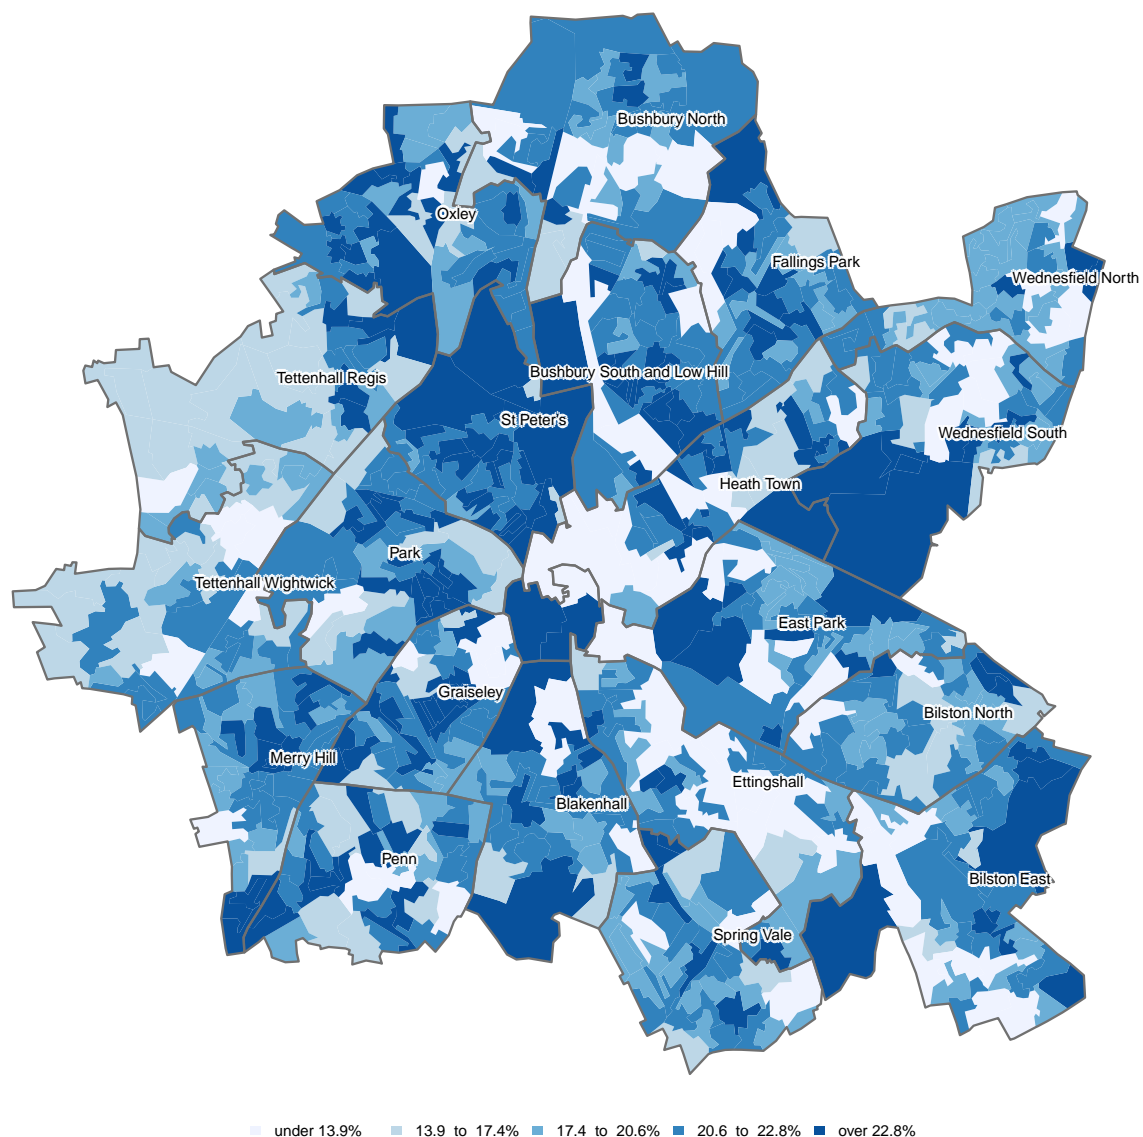 Bushbury North
Oxley
Fallings Park
Wednesfield North
Tettenhall Regis
Bushbury South and Low Hill
St Peter's
Wednesfield South
Heath Town
Park
Tettenhall Wightwick
East Park
Graiseley
Bilston North
Merry Hill
Ettingshall
Blakenhall
Penn
Bilston East
Spring Vale
under 13.9% 13.9 to 17.4% 17.4 to 20.6% 20.6 to 22.8% over 22.8%